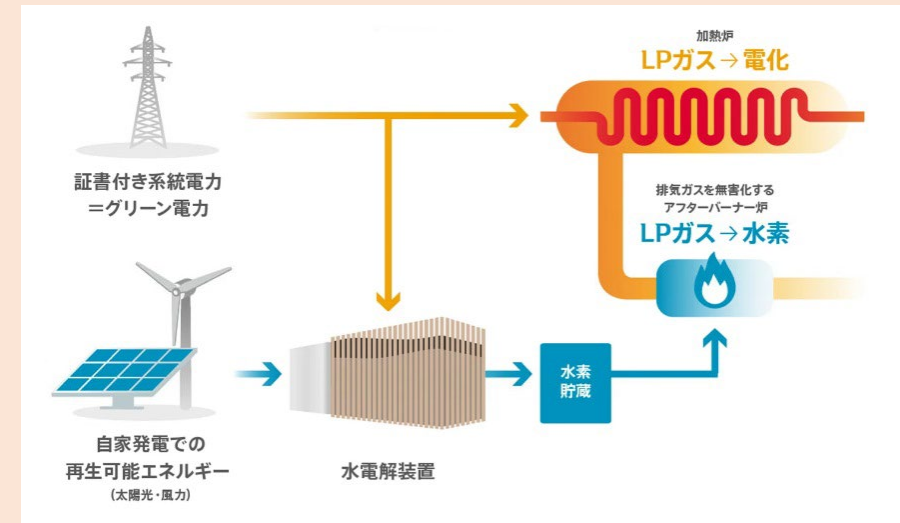 証書付き系統電力
＝グリーン電力
加熱炉
LPガス→電化
排気ガスを無害化する
アフターバーナー炉
LPガス→水素
自家発電での
再生可能エネルギー
(太陽光・風力)
水電解装置
水素
貯蔵